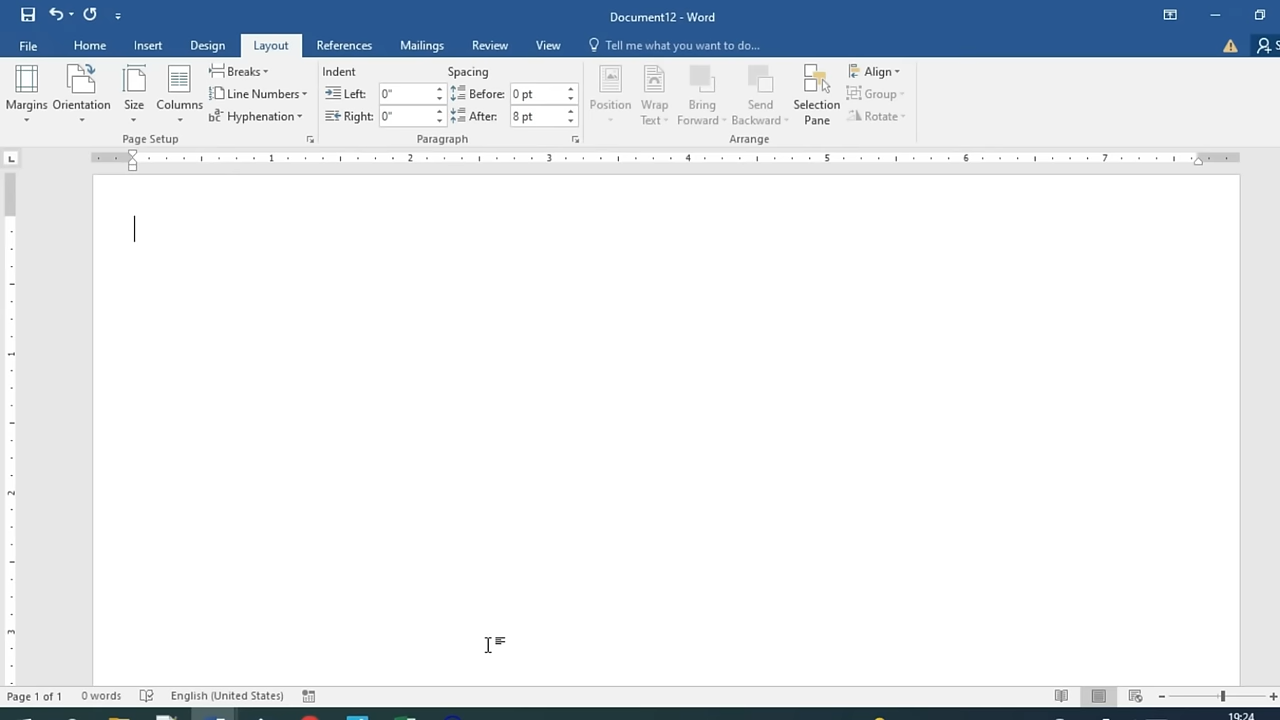 Document12 - Word
File Home Insert Design Layout References Mailings Review View Tell me what you want to do...
Margins Orientation Size Columns
Breaks
Line Numbers
Hyphenation
Page Setup
Indent Spacing
Left: 0" Before: 0 pt
Right: 0" After: 8 pt
Paragraph
Position Wrap Text Bring Forward Send Backward Selection Pane
Align
Group
Rotate
Arrange
1 2 3 4 5 6 7
1
2
3
Page 1 of 1 0 words English (United States)
19:24